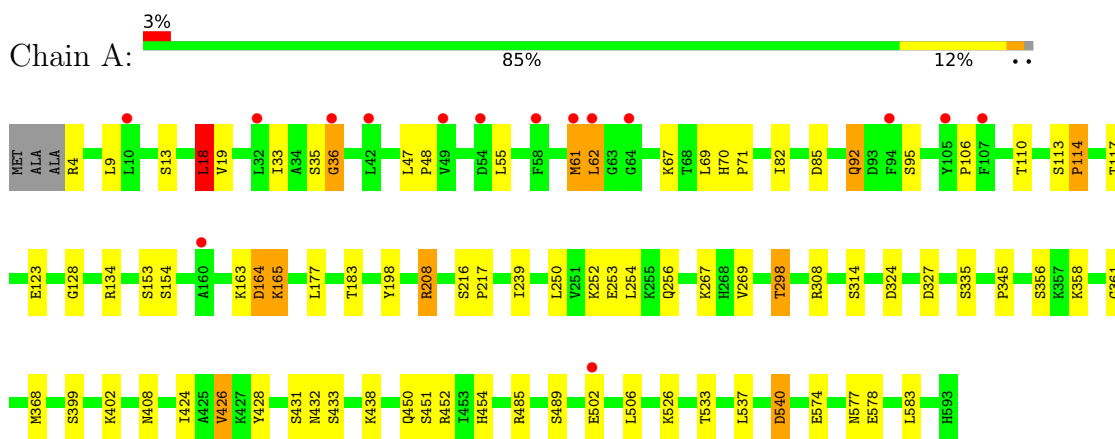 3%
Chain A:
85% 12% • •
MET ALA ALA R4 L9 L10 S13 L18 V19 L32 I33 A34 S35 G36 L42 L47 P48 V49 D54 L55 F58 M61 L62 G63 G64 K67 T68 L69 H70 P71 I82 D85 Q92 D93 F94 S95 Y105 P106 F107 T110 S113 P114 T117
E123 G128 R134 S153 S154 A160 K163 D164 K165 L177 T183 Y198 R208 S216 P217 I239 L250 V251 K252 E253 L254 K255 Q256 K267 H268 V269 T298 R308 S314 D324 D327 S335 P345 S356 K357 K358
M368 S399 K402 N408 I424 A425 V426 K427 Y428 S431 N432 S433 K438 Q450 S451 R452 I453 H454 R485 S489 E502 L506 K526 T533 L537 D540 E574 N577 E578 L583 H593